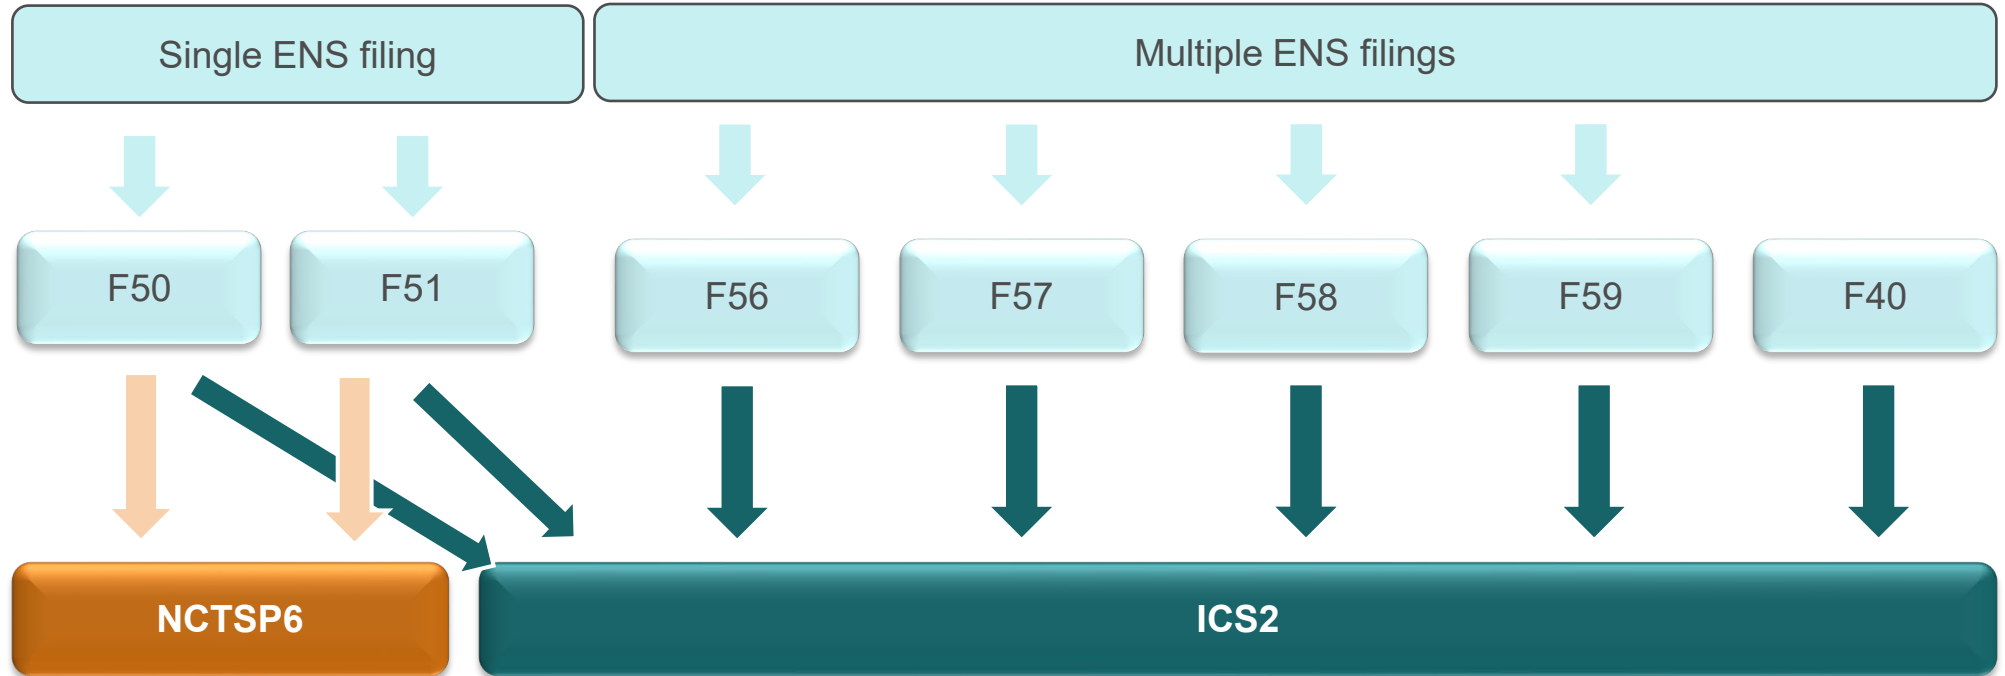 Single ENS filing
Multiple ENS filings
F50
F51
F56
F57
F58
F59
F40
NCTSP6
ICS2